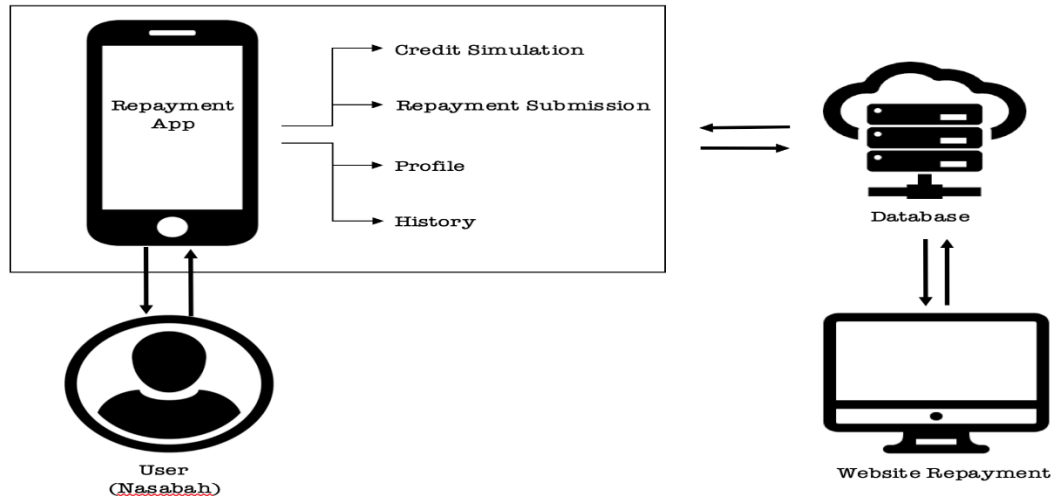 Repayment
App
Credit Simulation
Repayment Submission
Profile
History
Database
User
(Nasabah)
Website Repayment